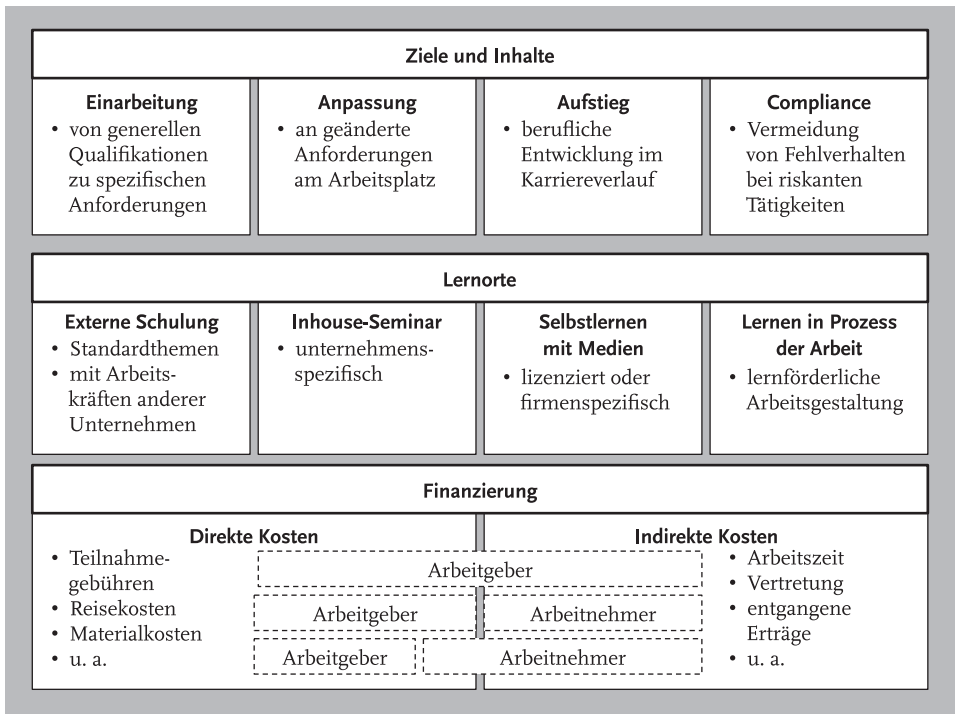 Ziele und Inhalte
Einarbeitung
• von generellen
Qualifikationen
zu spezifischen
Anforderungen
Anpassung
• an geänderte
Anforderungen
am Arbeitsplatz
Aufstieg
• berufliche
Entwicklung im
Karriereverlauf
Compliance
• Vermeidung
von Fehlverhalten
bei riskanten
Tätigkeiten
Lernorte
Externe Schulung
• Standardthemen
• mit Arbeits-
kräften anderer
Unternehmen
Inhouse-Seminar
• unternehmens-
spezifisch
Selbstlernen
mit Medien
• lizenziert oder
firmenspezifisch
Lernen in Prozess
der Arbeit
• lernförderliche
Arbeitsgestaltung
Finanzierung
Direkte Kosten
• Teilnahme-
gebühren
• Reisekosten
• Materialkosten
• u. a.
Arbeitgeber
Arbeitgeber
Arbeitnehmer
Arbeitgeber
Arbeitnehmer
Indirekte Kosten
• Arbeitszeit
• Vertretung
• entgangene
Erträge
• u. a.